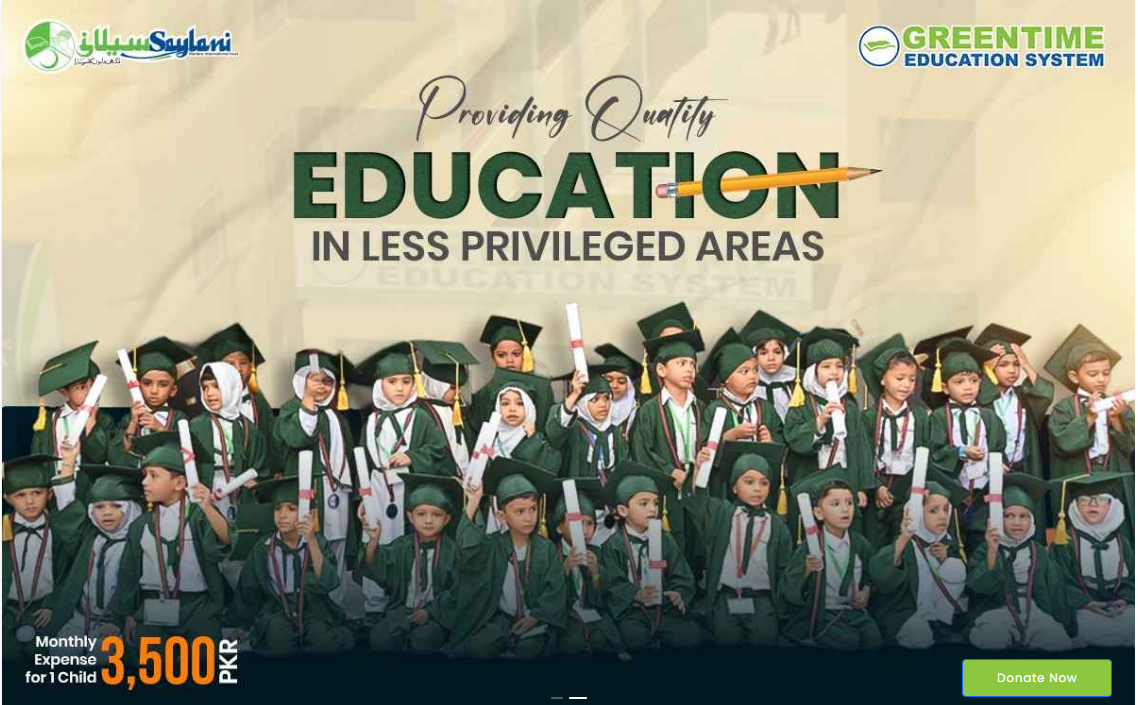 سیلانی Saylani
GREENTIME
EDUCATION SYSTEM
Providing Quality
EDUCATION
IN LESS PRIVILEGED AREAS
EDUCATION SYSTEM
Monthly
Expense
for 1 Child
3,500 PKR
Donate Now